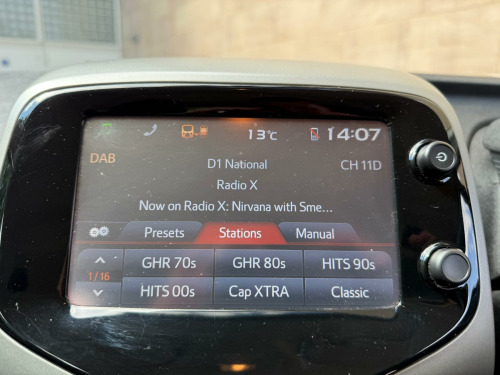 13°C
14:07
DAB
D1 National
CH 11D
Radio X
Now on Radio X: Nirvana with Sme...
Presets
Stations
Manual
1/16
GHR 70s
GHR 80s
HITS 90s
HITS 00s
Cap XTRA
Classic